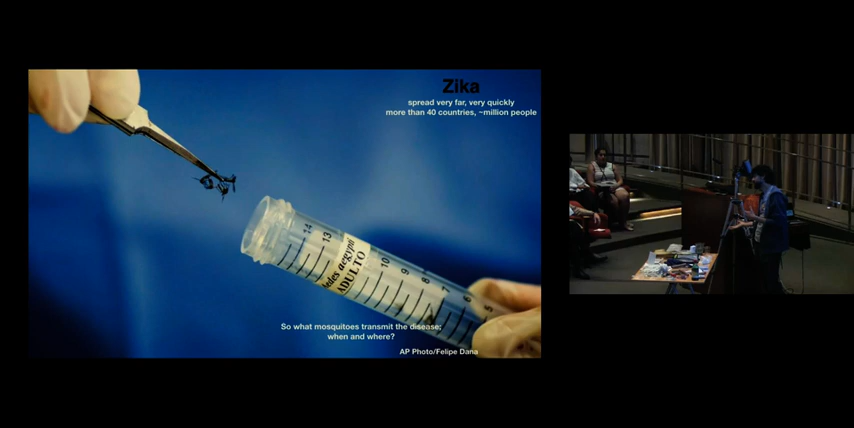 Zika
spread very far, very quickly
more than 40 countries, ~million people
14
13
Aedes aegypti
ADULTO
10
9
8
7
6
5
So what mosquitoes transmit the disease;
when and where?
AP Photo/Felipe Dana